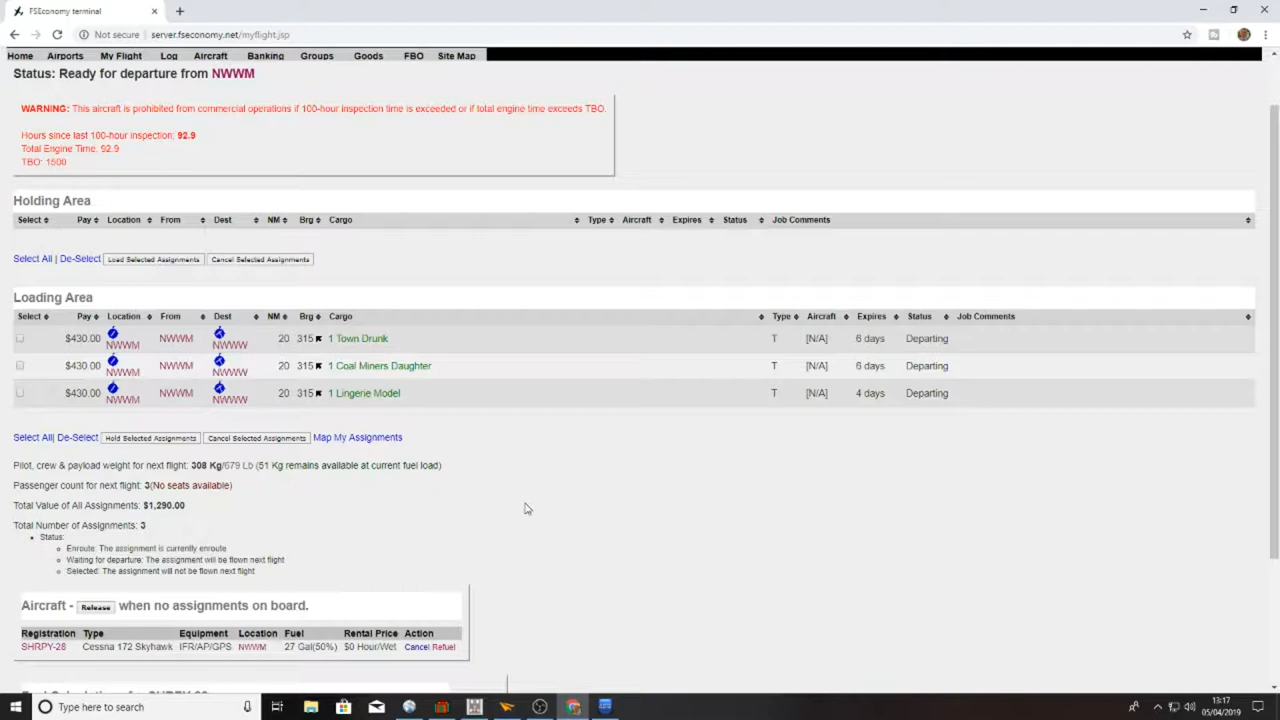 FSEconomy terminal
Not secure | server.fseconomy.net/myflight.jsp
Home Airports My Flight Log Aircraft Banking Groups Goods FBO Site Map
Status: Ready for departure from NWWM
WARNING: This aircraft is prohibited from commercial operations if 100-hour inspection time is exceeded or if total engine time exceeds TBO.
Hours since last 100-hour inspection: 92.9
Total Engine Time: 92.9
TBO: 1500
Holding Area
Select Pay Location From Dest NM Brg Cargo Type Aircraft Expires Status Job Comments
Select All | De-Select Load Selected Assignments Cancel Selected Assignments
Loading Area
Select Pay Location From Dest NM Brg Cargo Type Aircraft Expires Status Job Comments
$430.00 NWWM NWWM NWWW 20 315 1 Town Drunk T [N/A] 6 days Departing
$430.00 NWWM NWWM NWWW 20 315 1 Coal Miners Daughter T [N/A] 6 days Departing
$430.00 NWWM NWWM NWWW 20 315 1 Lingerie Model T [N/A] 4 days Departing
Select All| De-Select Hold Selected Assignments Cancel Selected Assignments Map My Assignments
Pilot, crew & payload weight for next flight: 308 Kg/679 Lb (51 Kg remains available at current fuel load)
Passenger count for next flight: 3(No seats available)
Total Value of All Assignments: $1,290.00
Total Number of Assignments: 3
Status:
Enroute: The assignment is currently enroute
Waiting for departure: The assignment will be flown next flight
Selected: The assignment will not be flown next flight
Aircraft - Release when no assignments on board.
Registration Type Equipment Location Fuel Rental Price Action
SHRPY-28 Cessna 172 Skyhawk IFR/AP/GPS NWWM 27 Gal(50%) $0 Hour/Wet Cancel Refuel
Type here to search
13:17
05/04/2019